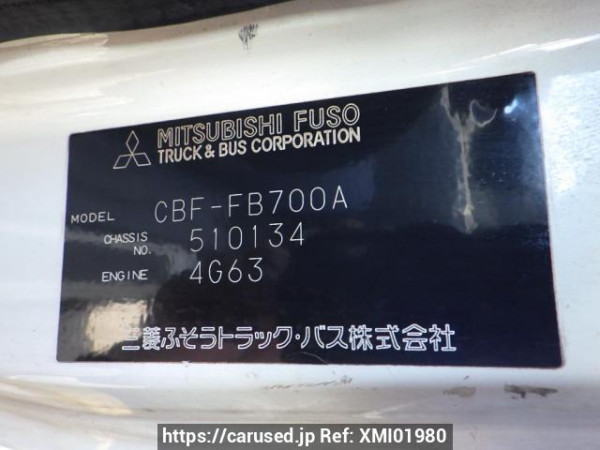 MITSUBISHI FUSO
TRUCK & BUS CORPORATION
MODEL CBF-FB700A
CHASSIS NO. 510134
ENGINE 4G63
三菱ふそうトラック・バス株式会社
https://carused.jp Ref: XMI01980